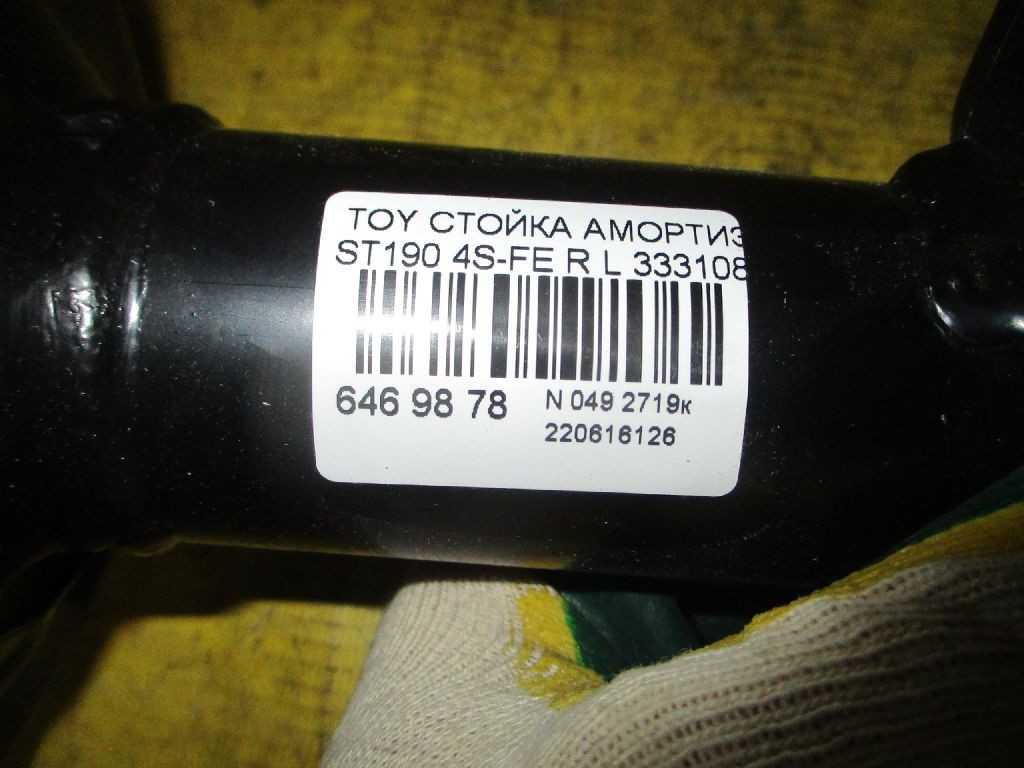 TOY СТОЙКА АМОРТИЗ
ST190 4S-FE R L 333108
646 98 78
N 049 2719к
220616126